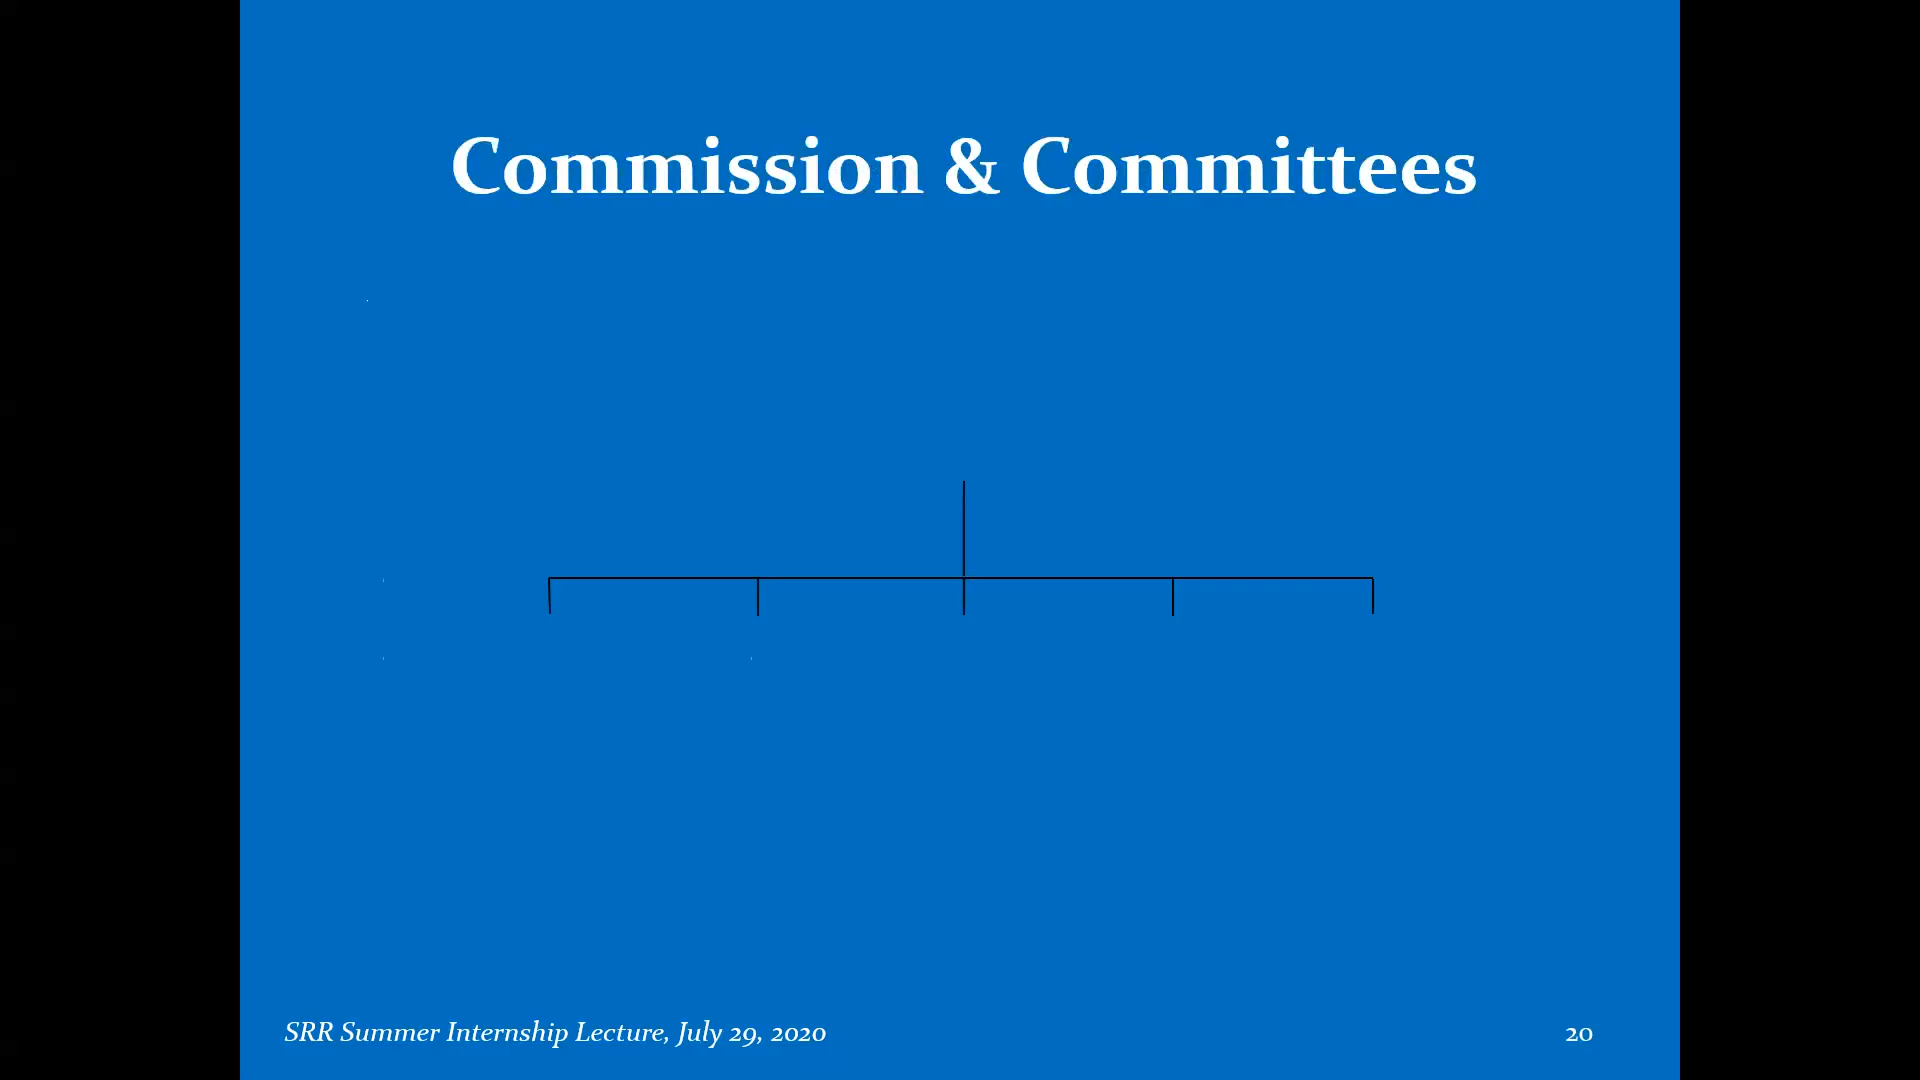 Commission & Committees
SRR Summer Internship Lecture, July 29, 2020
20